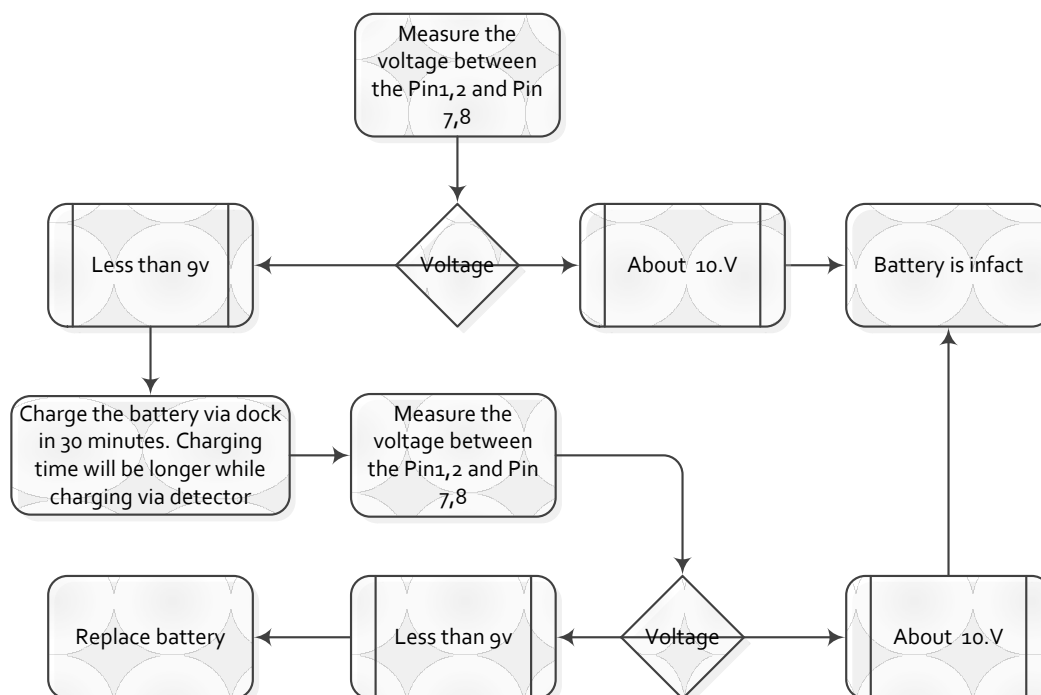 Measure the
voltage between
the Pin1,2 and Pin
7,8
Less than 9v
Voltage
About 10.V
Battery is infact
Charge the battery via dock
in 30 minutes. Charging
time will be longer while
charging via detector
Measure the
voltage between
the Pin1,2 and Pin
7,8
Replace battery
Less than 9v
Voltage
About 10.V